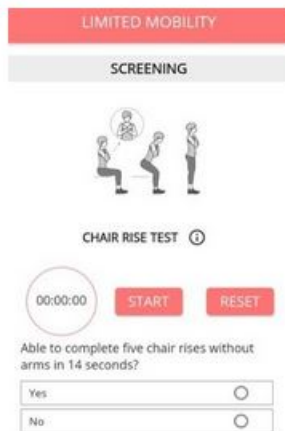 LIMITED MOBILITY
SCREENING
CHAIR RISE TEST
00:00:00 START RESET
Able to complete five chair rises without
arms in 14 seconds?
Yes
No